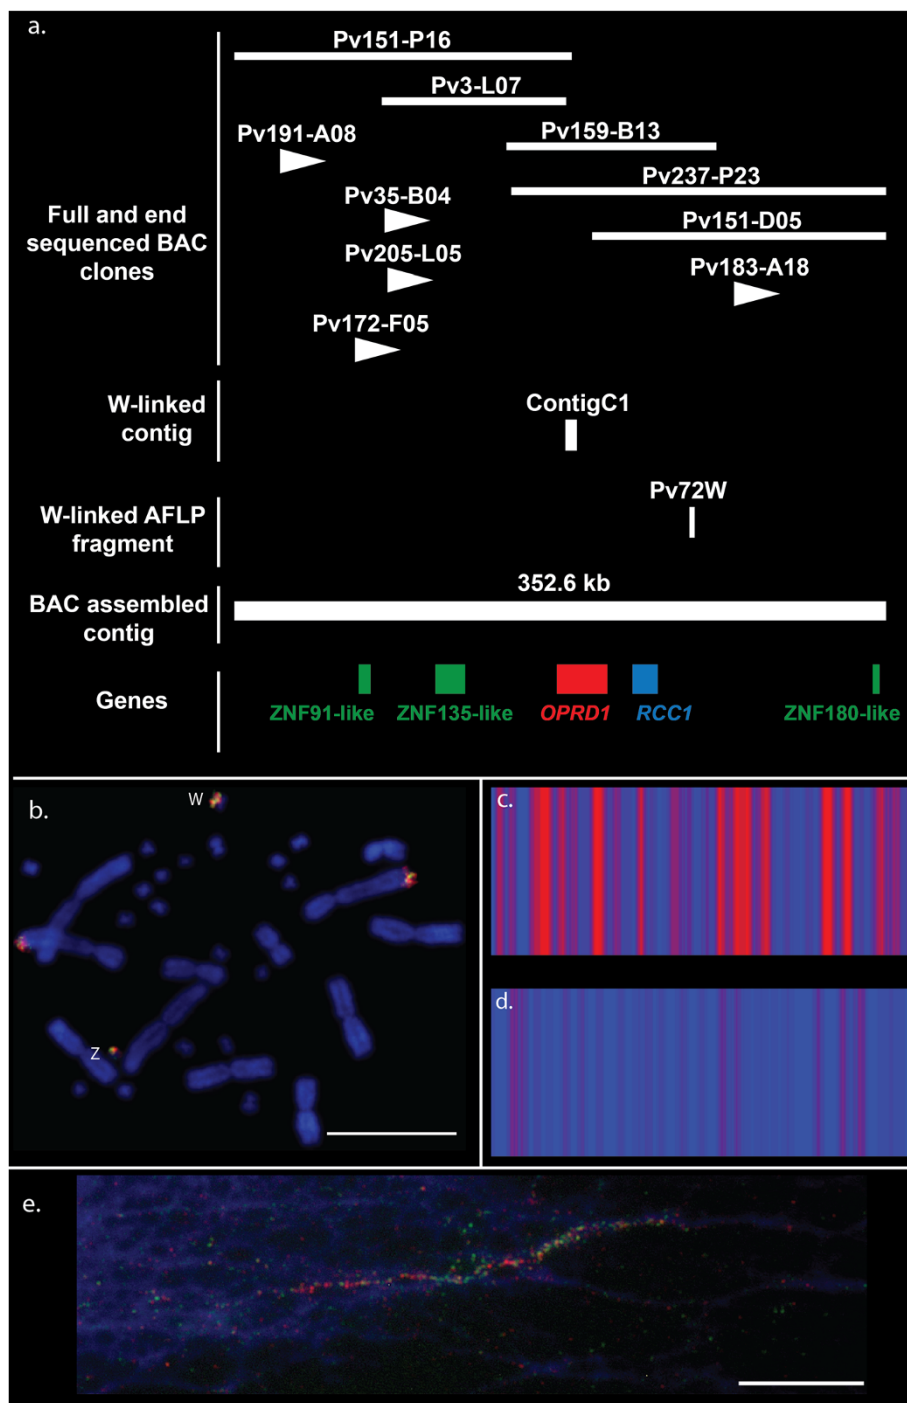 a.
Pv151-P16
Pv3-L07
Pv191-A08
Pv159-B13
Pv237-P23
Pv35-B04
Full and end
sequenced BAC
clones
Pv151-D05
Pv205-L05
Pv183-A18
Pv172-F05
W-linked
contig
ContigC1
W-linked AFLP
fragment
Pv72W
BAC assembled
contig
352.6 kb
Genes
ZNF91-like ZNF135-like OPRD1 RCC1 ZNF180-like
b.
W
Z
c.
d.
e.